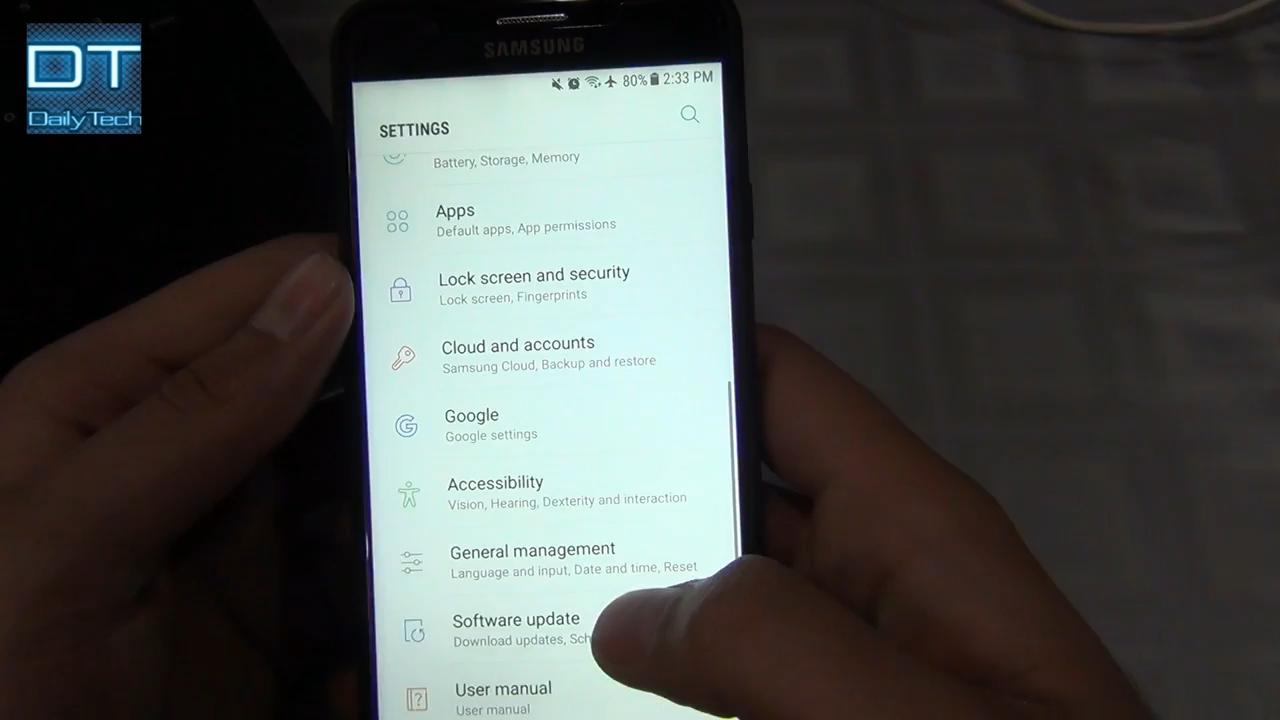 DT
Daily Tech
SAMSUNG
80% 2:33 PM
SETTINGS
Battery, Storage, Memory
Apps
Default apps, App permissions
Lock screen and security
Lock screen, Fingerprints
Cloud and accounts
Samsung Cloud, Backup and restore
Google
Google settings
Accessibility
Vision, Hearing, Dexterity and interaction
General management
Language and input, Date and time, Reset
Software update
Download updates, Sch
User manual
User manual